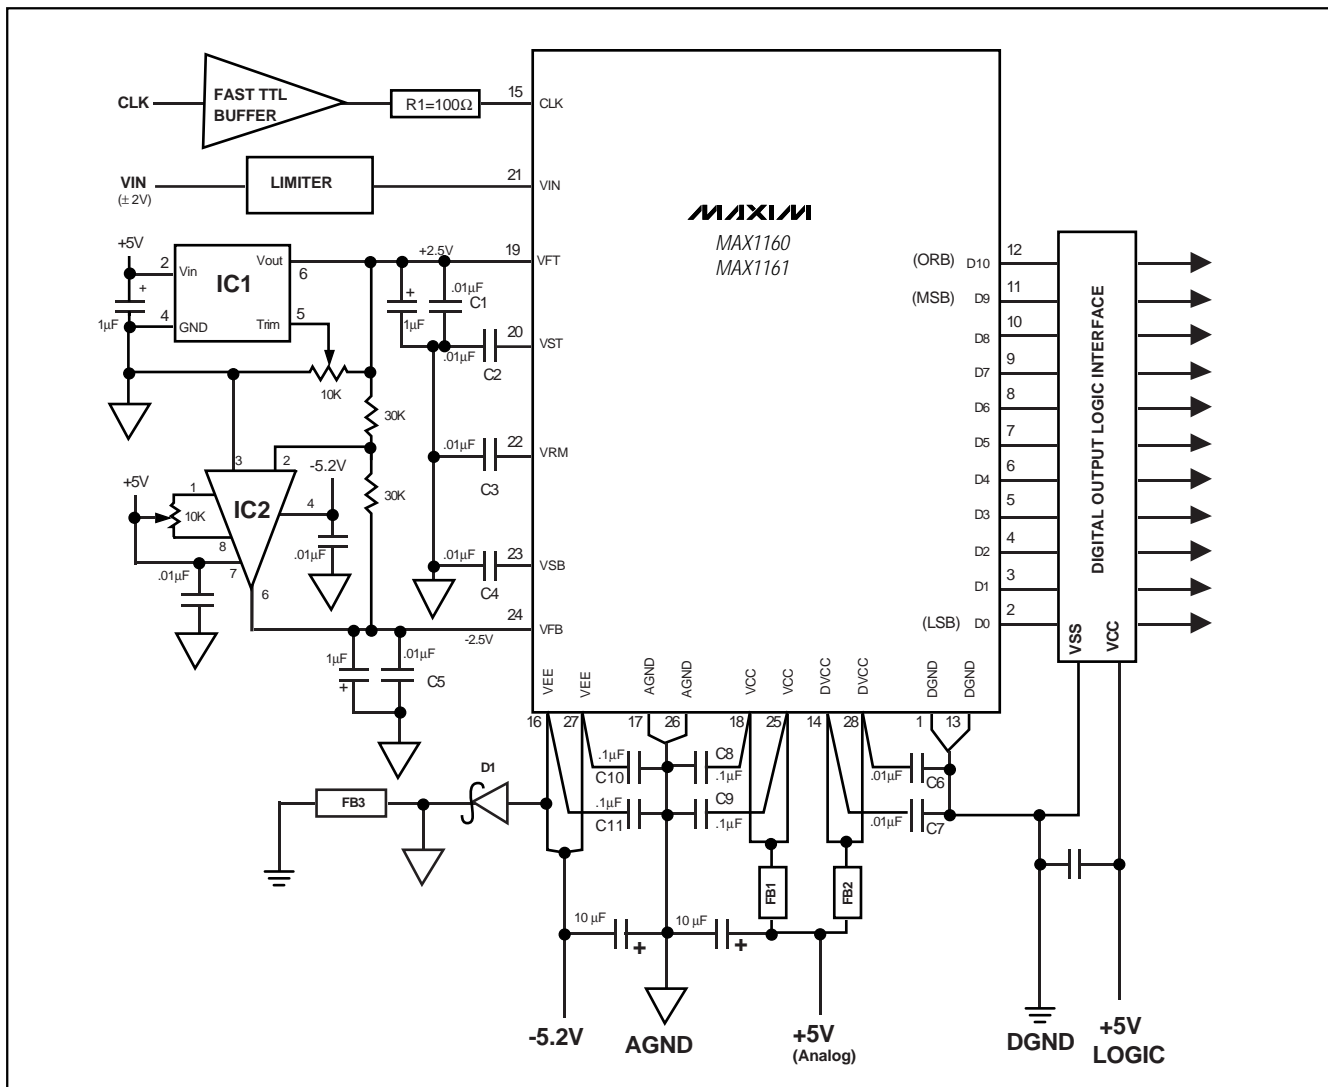 FAST TTL
BUFFER
CLK
R1=100Ω
15
CLK
VIN
(± 2V)
LIMITER
21
VIN
MAXIM
MAX1160
MAX1161
+5V
2
Vin
IC1
Vout
6
+
4
GND
Trim
5
1µF
10K
+2.5V
19
VFT
+
1µF
.01µF
C1
20
VST
.01µF
C2
30K
30K
.01µF
22
VRM
C3
3
2
-5.2V
+5V
1
IC2
4
10K
8
.01µF
7
.01µF
6
.01µF
23
VSB
C4
24
VFB
-2.5V
1µF
+
.01µF
C5
(ORB)
D10
12
(MSB)
D9
11
D8
10
D7
9
D6
8
D5
7
D4
6
D3
5
D2
4
D1
3
(LSB)
D0
2
DIGITAL OUTPUT LOGIC INTERFACE
VSS
VCC
VEE
VEE
AGND
AGND
VCC
VCC
DVCC
DVCC
DGND
DGND
16
27
17
26
18
25
14
28
1
13
.1µF
C10
C8
.1µF
.01µF
C6
.1µF
C11
C9
.1µF
.01µF
C7
D1
FB3
FB1
FB2
10 µF
+
10 µF
+
-5.2V
AGND
+5V
(Analog)
DGND
+5V
LOGIC